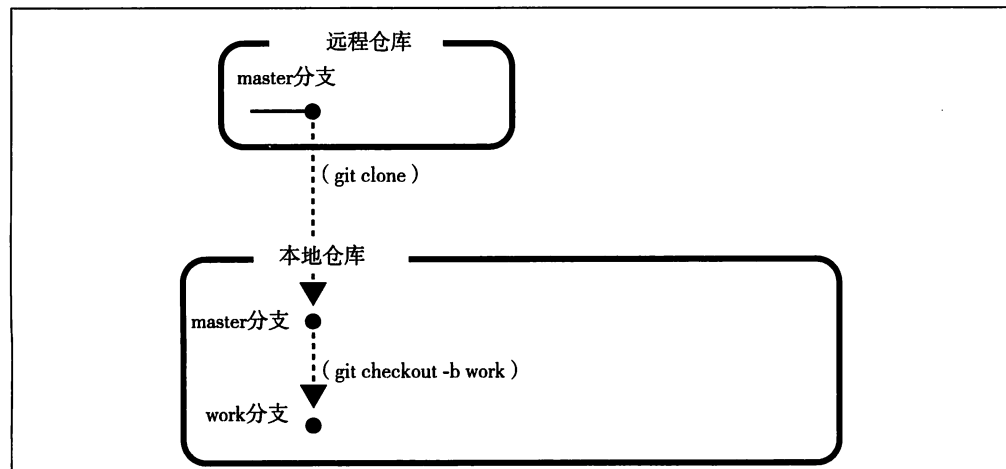 远程仓库
master分支
( git clone )
本地仓库
master分支
( git checkout -b work )
work分支